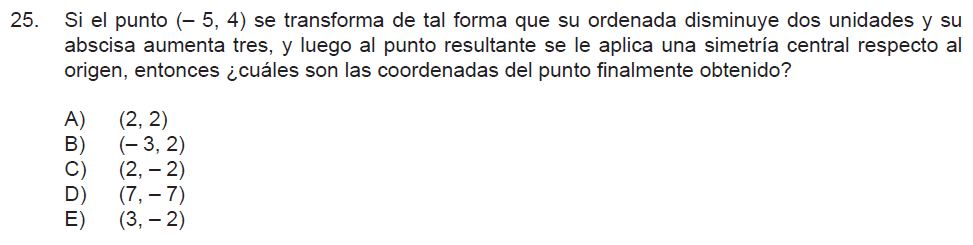 25. Si el punto (– 5, 4) se transforma de tal forma que su ordenada disminuye dos unidades y su
abscisa aumenta tres, y luego al punto resultante se le aplica una simetría central respecto al
origen, entonces ¿cuáles son las coordenadas del punto finalmente obtenido?
A) (2, 2)
B) (– 3, 2)
C) (2, – 2)
D) (7, – 7)
E) (3, – 2)